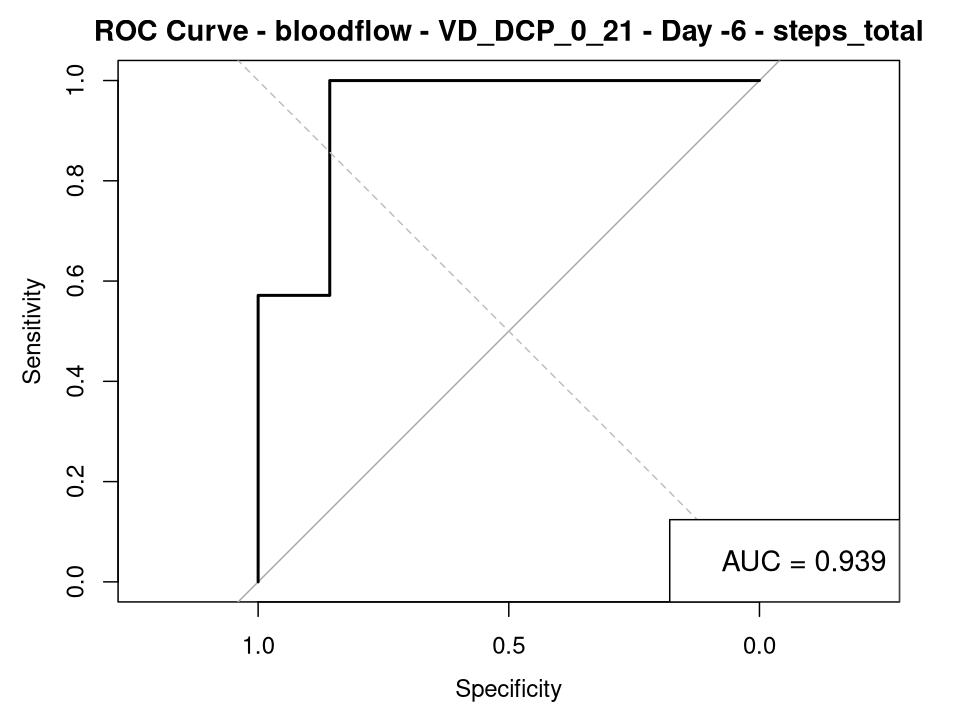 ROC Curve - bloodflow - VD_DCP_0_21 - Day -6 - steps_total
Sensitivity
1.0
0.8
0.6
0.4
0.2
0.0
AUC = 0.939
1.0 0.5 0.0
Specificity